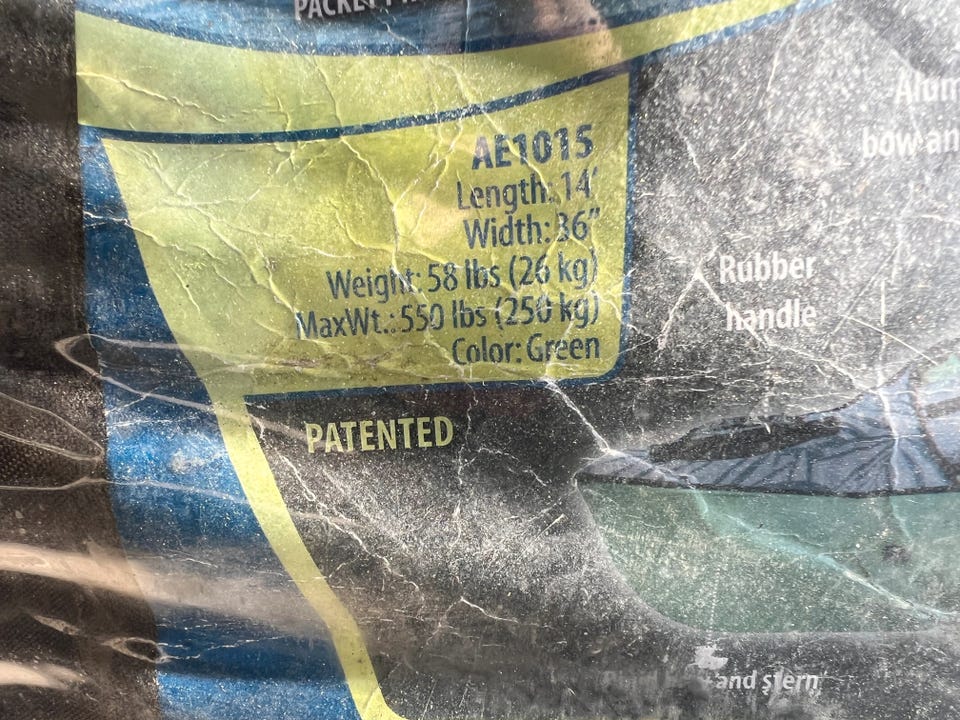 AE1015
Length: 14'
Width: 36"
Weight: 58 lbs (26 kg)
MaxWt.: 550 lbs (250 kg)
Color: Green
PATENTED
Rubber
handle
and stern